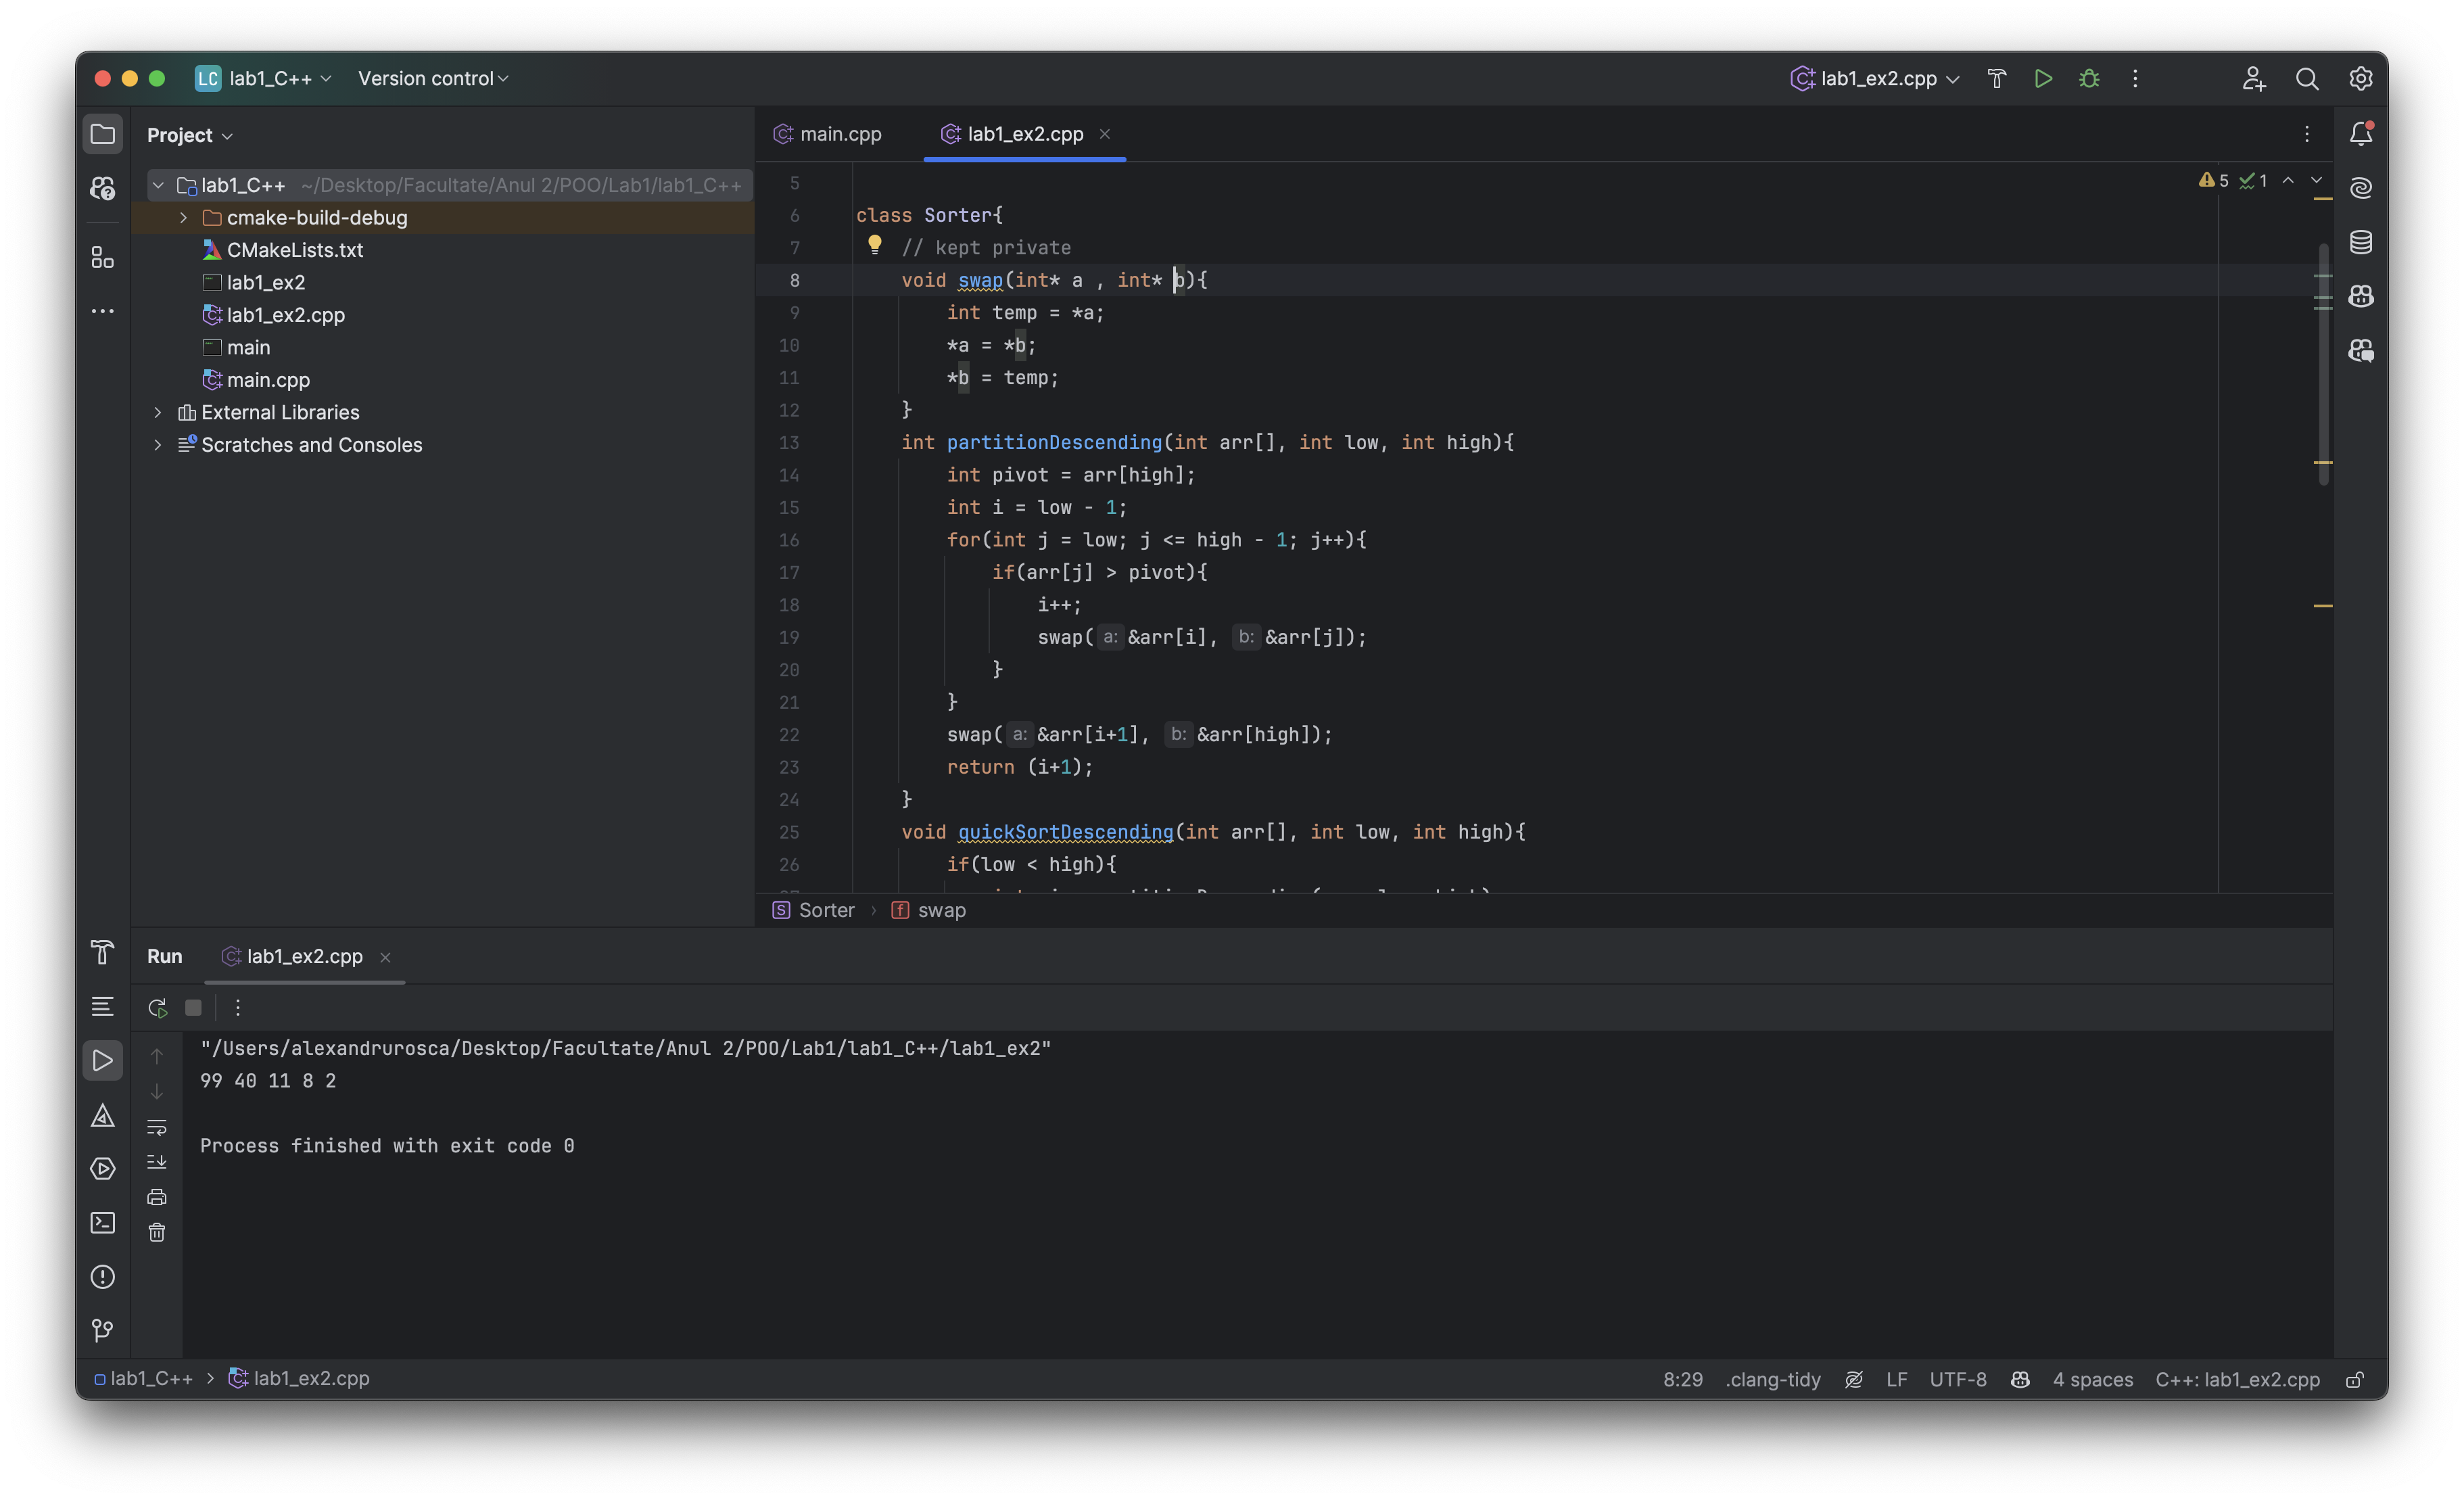 LC lab1_C++ Version control lab1_ex2.cpp
Project
lab1_C++ ~/Desktop/Facultate/Anul 2/POO/Lab1/lab1_C++
cmake-build-debug
CMakeLists.txt
lab1_ex2
lab1_ex2.cpp
main
main.cpp
External Libraries
Scratches and Consoles
main.cpp lab1_ex2.cpp
5 1
5
6 class Sorter{
7 // kept private
8 void swap(int* a , int* b){
9 int temp = *a;
10 *a = *b;
11 *b = temp;
12 }
13 int partitionDescending(int arr[], int low, int high){
14 int pivot = arr[high];
15 int i = low - 1;
16 for(int j = low; j <= high - 1; j++){
17 if(arr[j] > pivot){
18 i++;
19 swap( a: &arr[i], b: &arr[j]);
20 }
21 }
22 swap( a: &arr[i+1], b: &arr[high]);
23 return (i+1);
24 }
25 void quickSortDescending(int arr[], int low, int high){
26 if(low < high){
S Sorter f swap
Run lab1_ex2.cpp
"/Users/alexandrurosca/Desktop/Facultate/Anul 2/POO/Lab1/lab1_C++/lab1_ex2"
99 40 11 8 2
Process finished with exit code 0
lab1_C++ lab1_ex2.cpp 8:29 .clang-tidy LF UTF-8 4 spaces C++: lab1_ex2.cpp